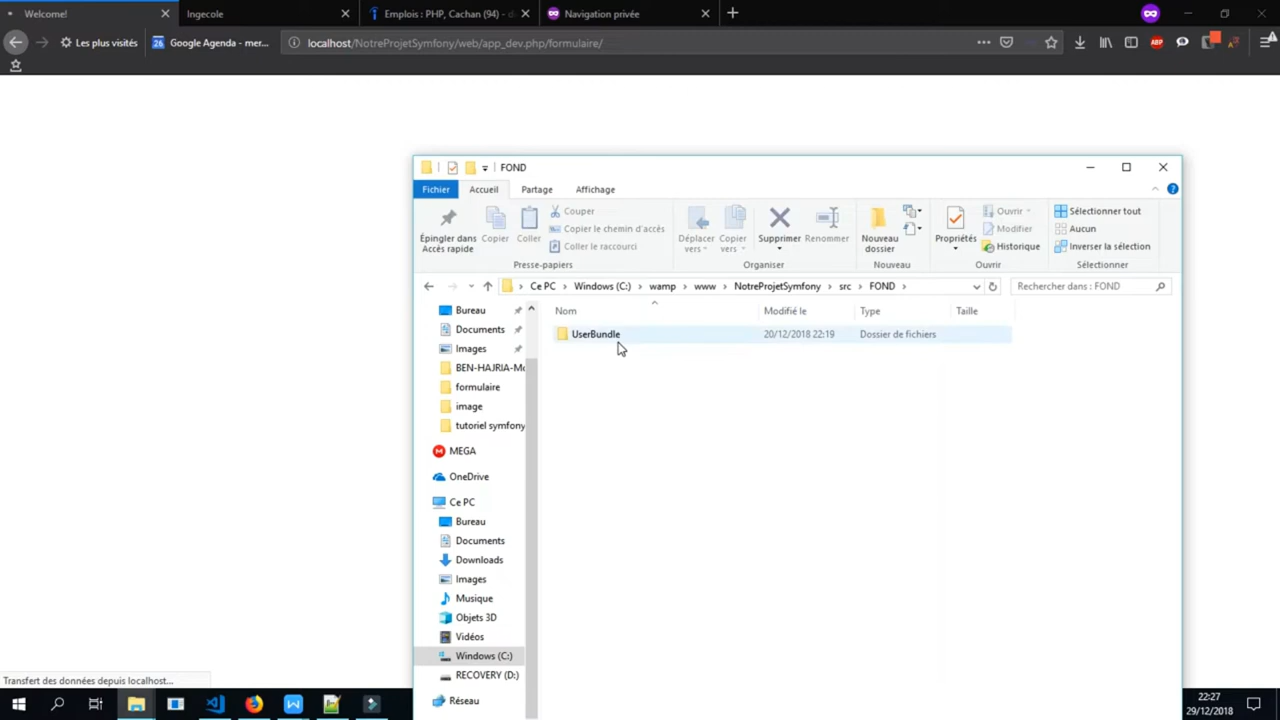 Welcome!
Ingecole
Emplois : PHP, Cachan (94) - d
Navigation privée
Les plus visités
26
Google Agenda - mer...
localhost/NotreProjetSymfony/web/app_dev.php/formulaire/
ABP
FOND
Fichier
Accueil
Partage
Affichage
Épingler dans
Accès rapide
Copier
Coller
Couper
Copier le chemin d'accès
Coller le raccourci
Presse-papiers
Déplacer
vers
Copier
vers
Supprimer
Renommer
Organiser
Nouveau
dossier
Nouveau
Propriétés
Ouvrir
Modifier
Historique
Ouvrir
Sélectionner tout
Aucun
Inverser la sélection
Sélectionner
Ce PC
Windows (C:)
wamp
www
NotreProjetSymfony
src
FOND
Rechercher dans : FOND
Nom
Modifié le
Type
Taille
UserBundle
20/12/2018 22:19
Dossier de fichiers
Bureau
Documents
Images
BEN-HAJRIA-Mo
formulaire
image
tutoriel symfony
MEGA
OneDrive
Ce PC
Bureau
Documents
Downloads
Images
Musique
Objets 3D
Vidéos
Windows (C:)
RECOVERY (D:)
Réseau
Transfert des données depuis localhost...
22:27
29/12/2018